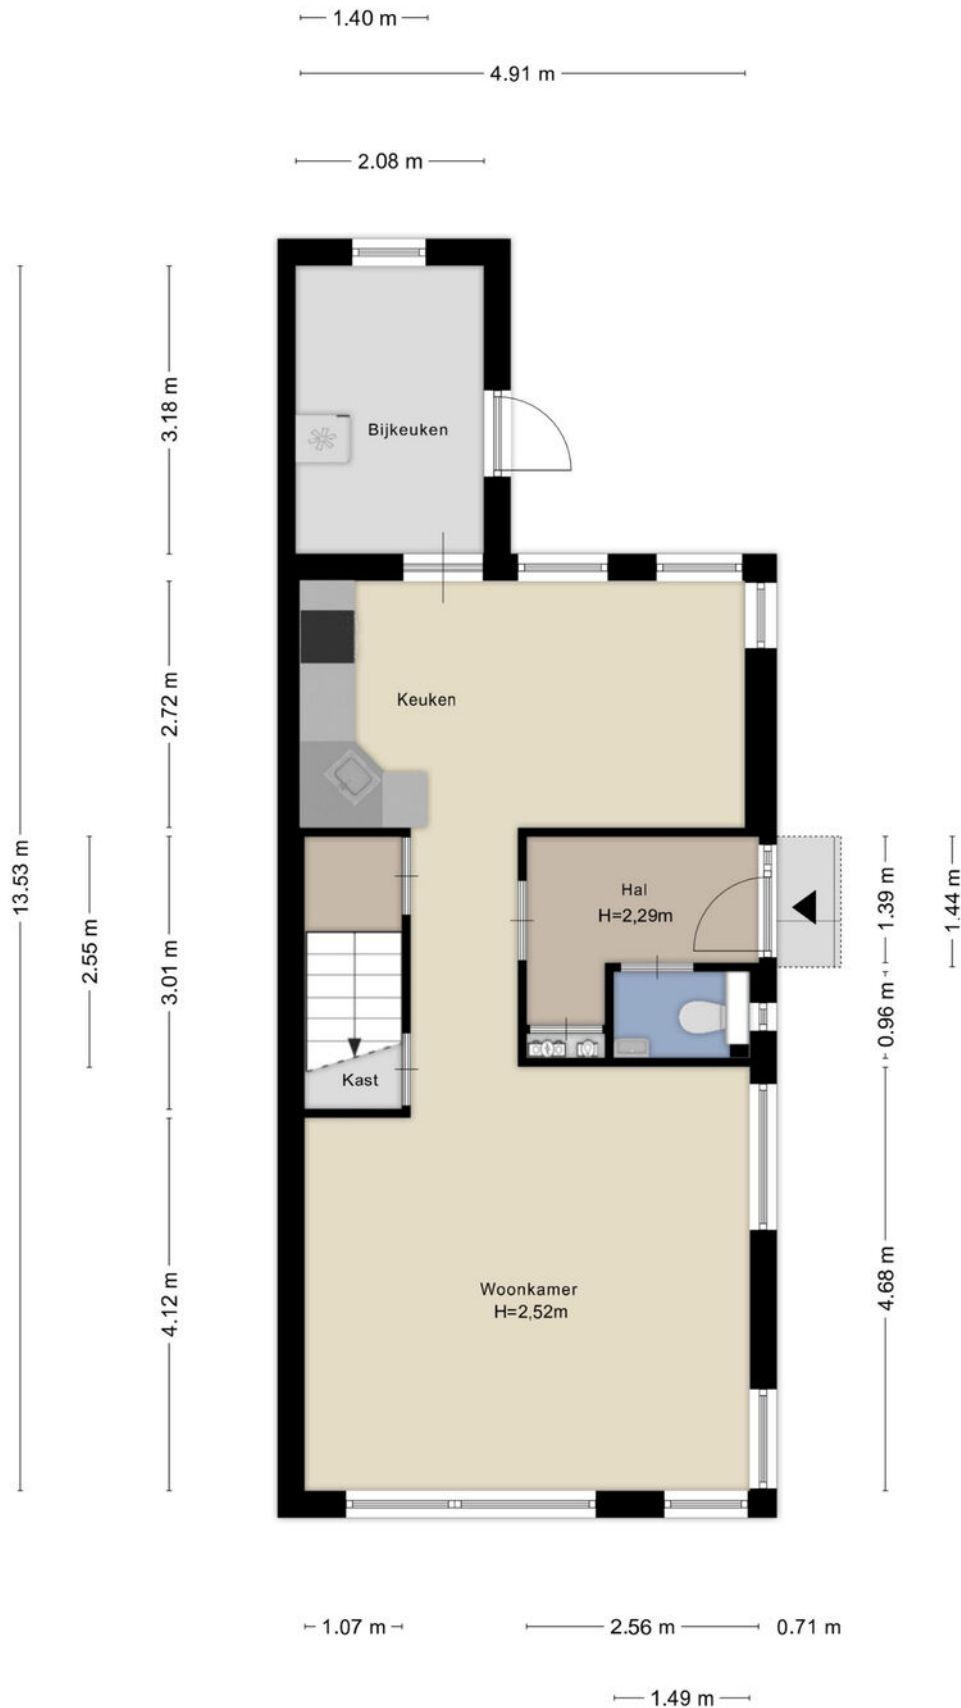 1.40 m
4.91 m
2.08 m
3.18 m
Bijkeuken
2.72 m
Keuken
13.53 m
2.55 m
3.01 m
Hal
H=2,29m
1.39 m
1.44 m
0.96 m
Kast
4.12 m
Woonkamer
H=2,52m
4.68 m
1.07 m
2.56 m
0.71 m
1.49 m